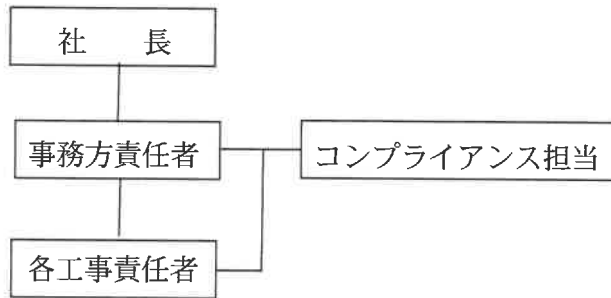 社　　長
事務方責任者
コンプライアンス担当
各工事責任者